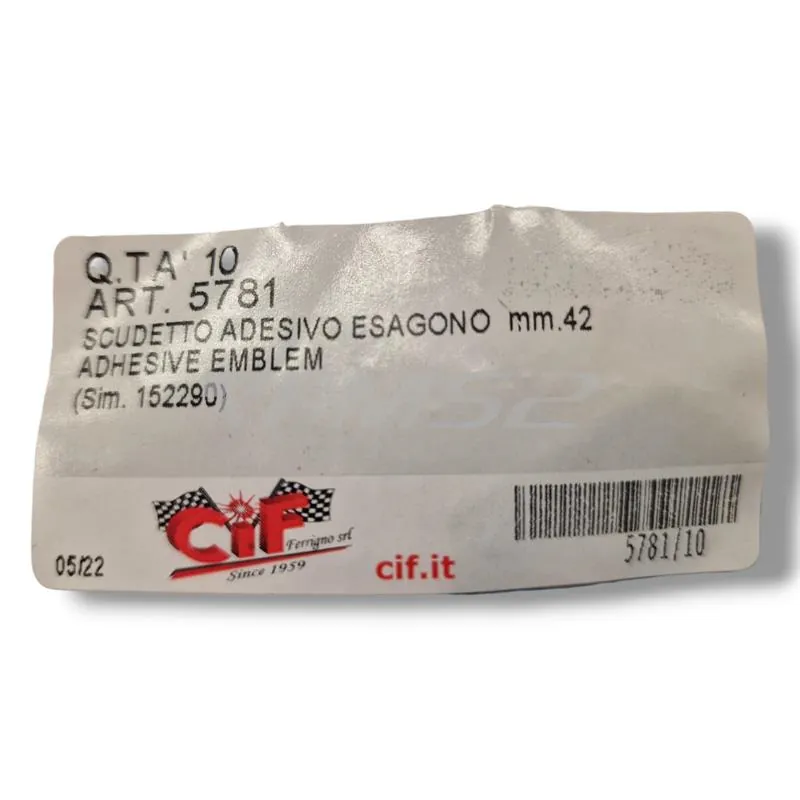 Q.TA' 10
ART. 5781
SCUDETTO ADESIVO ESAGONO mm.42
ADHESIVE EMBLEM
(Sim. 152290)
CiF
Ferrigno srl
Since 1959
05/22
cif.it
5781/10